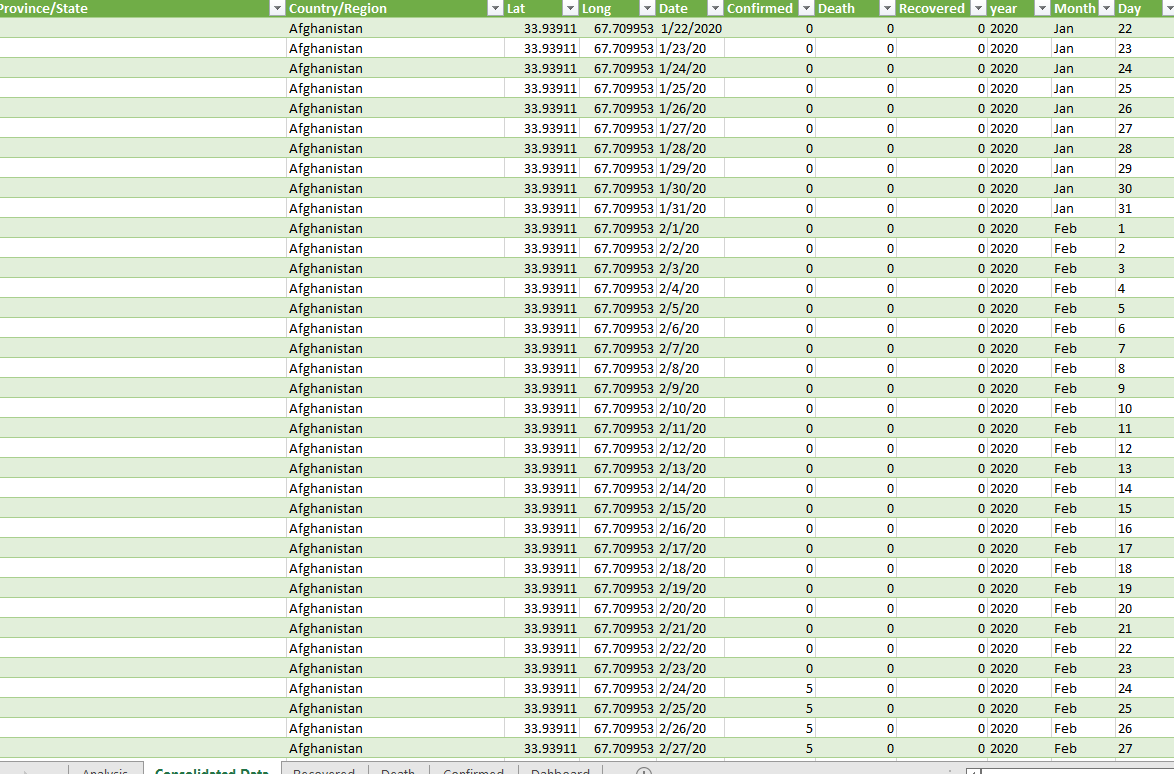 Province/State Country/Region Lat Long Date Confirmed Death Recovered year Month Day
Afghanistan 33.93911 67.709953 1/22/2020 0 0 0 2020 Jan 22
Afghanistan 33.93911 67.709953 1/23/20 0 0 0 2020 Jan 23
Afghanistan 33.93911 67.709953 1/24/20 0 0 0 2020 Jan 24
Afghanistan 33.93911 67.709953 1/25/20 0 0 0 2020 Jan 25
Afghanistan 33.93911 67.709953 1/26/20 0 0 0 2020 Jan 26
Afghanistan 33.93911 67.709953 1/27/20 0 0 0 2020 Jan 27
Afghanistan 33.93911 67.709953 1/28/20 0 0 0 2020 Jan 28
Afghanistan 33.93911 67.709953 1/29/20 0 0 0 2020 Jan 29
Afghanistan 33.93911 67.709953 1/30/20 0 0 0 2020 Jan 30
Afghanistan 33.93911 67.709953 1/31/20 0 0 0 2020 Jan 31
Afghanistan 33.93911 67.709953 2/1/20 0 0 0 2020 Feb 1
Afghanistan 33.93911 67.709953 2/2/20 0 0 0 2020 Feb 2
Afghanistan 33.93911 67.709953 2/3/20 0 0 0 2020 Feb 3
Afghanistan 33.93911 67.709953 2/4/20 0 0 0 2020 Feb 4
Afghanistan 33.93911 67.709953 2/5/20 0 0 0 2020 Feb 5
Afghanistan 33.93911 67.709953 2/6/20 0 0 0 2020 Feb 6
Afghanistan 33.93911 67.709953 2/7/20 0 0 0 2020 Feb 7
Afghanistan 33.93911 67.709953 2/8/20 0 0 0 2020 Feb 8
Afghanistan 33.93911 67.709953 2/9/20 0 0 0 2020 Feb 9
Afghanistan 33.93911 67.709953 2/10/20 0 0 0 2020 Feb 10
Afghanistan 33.93911 67.709953 2/11/20 0 0 0 2020 Feb 11
Afghanistan 33.93911 67.709953 2/12/20 0 0 0 2020 Feb 12
Afghanistan 33.93911 67.709953 2/13/20 0 0 0 2020 Feb 13
Afghanistan 33.93911 67.709953 2/14/20 0 0 0 2020 Feb 14
Afghanistan 33.93911 67.709953 2/15/20 0 0 0 2020 Feb 15
Afghanistan 33.93911 67.709953 2/16/20 0 0 0 2020 Feb 16
Afghanistan 33.93911 67.709953 2/17/20 0 0 0 2020 Feb 17
Afghanistan 33.93911 67.709953 2/18/20 0 0 0 2020 Feb 18
Afghanistan 33.93911 67.709953 2/19/20 0 0 0 2020 Feb 19
Afghanistan 33.93911 67.709953 2/20/20 0 0 0 2020 Feb 20
Afghanistan 33.93911 67.709953 2/21/20 0 0 0 2020 Feb 21
Afghanistan 33.93911 67.709953 2/22/20 0 0 0 2020 Feb 22
Afghanistan 33.93911 67.709953 2/23/20 0 0 0 2020 Feb 23
Afghanistan 33.93911 67.709953 2/24/20 5 0 0 2020 Feb 24
Afghanistan 33.93911 67.709953 2/25/20 5 0 0 2020 Feb 25
Afghanistan 33.93911 67.709953 2/26/20 5 0 0 2020 Feb 26
Afghanistan 33.93911 67.709953 2/27/20 5 0 0 2020 Feb 27
Analysis Consolidated Data Recovered Death Confirmed Dahboard